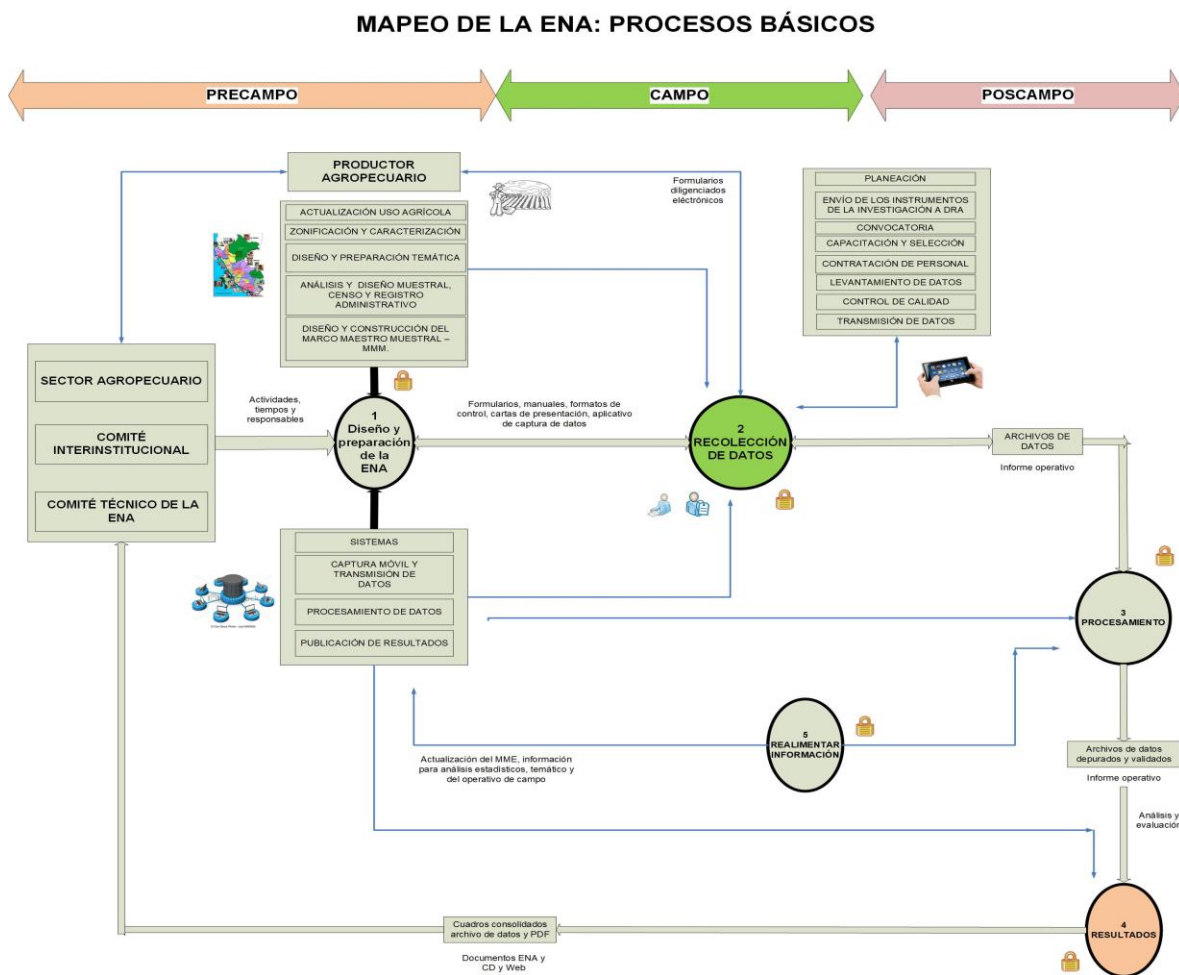 MAPEO DE LA ENA: PROCESOS BÁSICOS
PRECAMPO
CAMPO
POSCAMPO
PRODUCTOR
AGROPECUARIO
ACTUALIZACIÓN USO AGRÍCOLA
ZONIFICACIÓN Y CARACTERIZACIÓN
DISEÑO Y PREPARACIÓN TEMÁTICA
ANÁLISIS Y DISEÑO MUESTRAL,
CENSO Y REGISTRO
ADMINISTRATIVO
DISEÑO Y CONSTRUCCIÓN DEL
MARCO MAESTRO MUESTRAL –
MMM.
Formularios
diligenciados
eléctrónicos
PLANEACIÓN
ENVÍO DE LOS INSTRUMENTOS
DE LA INVESTIGACIÓN A DRA
CONVOCATORIA
CAPACITACIÓN Y SELECCIÓN
CONTRATACIÓN DE PERSONAL
LEVANTAMIENTO DE DATOS
CONTROL DE CALIDAD
TRANSMISIÓN DE DATOS
SECTOR AGROPECUARIO
COMITÉ
INTERINSTITUCIONAL
COMITÉ TÉCNICO DE LA
ENA
Actividades,
tiempos y
responsables
1
Diseño y
preparación
de la
ENA
Formularios, manuales, formatos de
control, cartas de presentación, aplicativo
de captura de datos
2
RECOLECCIÓN
DE DATOS
ARCHIVOS DE
DATOS
Informe operativo
SISTEMAS
CAPTURA MÓVIL Y
TRANSMISIÓN DE
DATOS
PROCESAMIENTO DE DATOS
PUBLICACIÓN DE RESULTADOS
3
PROCESAMIENTO
5
REALIMENTAR
INFORMACIÓN
Actualización del MME, información
para análisis estadísticos, temático y
del operativo de campo
Archivos de datos
depurados y validados
Informe operativo
Análisis y
evaluación
4
RESULTADOS
Cuadros consolidados
archivo de datos y PDF
Documentos ENA y
CD y Web